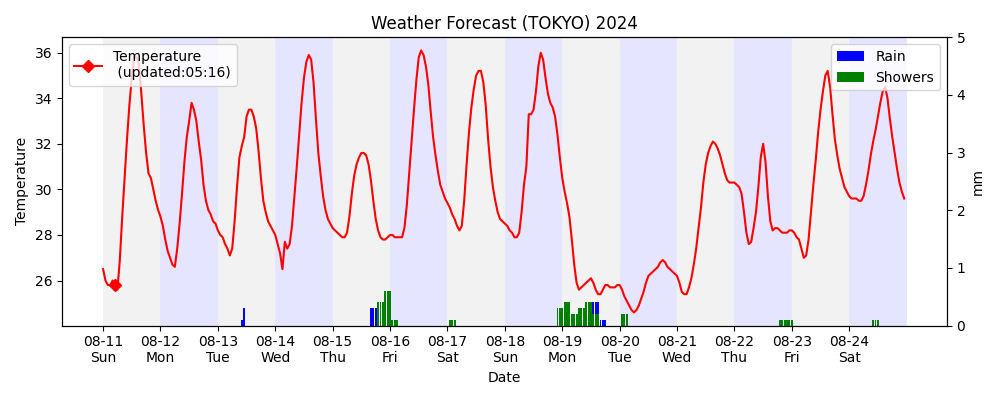 Weather Forecast (TOKYO) 2024
Temperature
(updated:05:16)
Rain
Showers
Temperature
36
34
32
30
28
26
5
4
3
2
1
0
mm
08-11 08-12 08-13 08-14 08-15 08-16 08-17 08-18 08-19 08-20 08-21 08-22 08-23 08-24
Sun Mon Tue Wed Thu Fri Sat Sun Mon Tue Wed Thu Fri Sat
Date